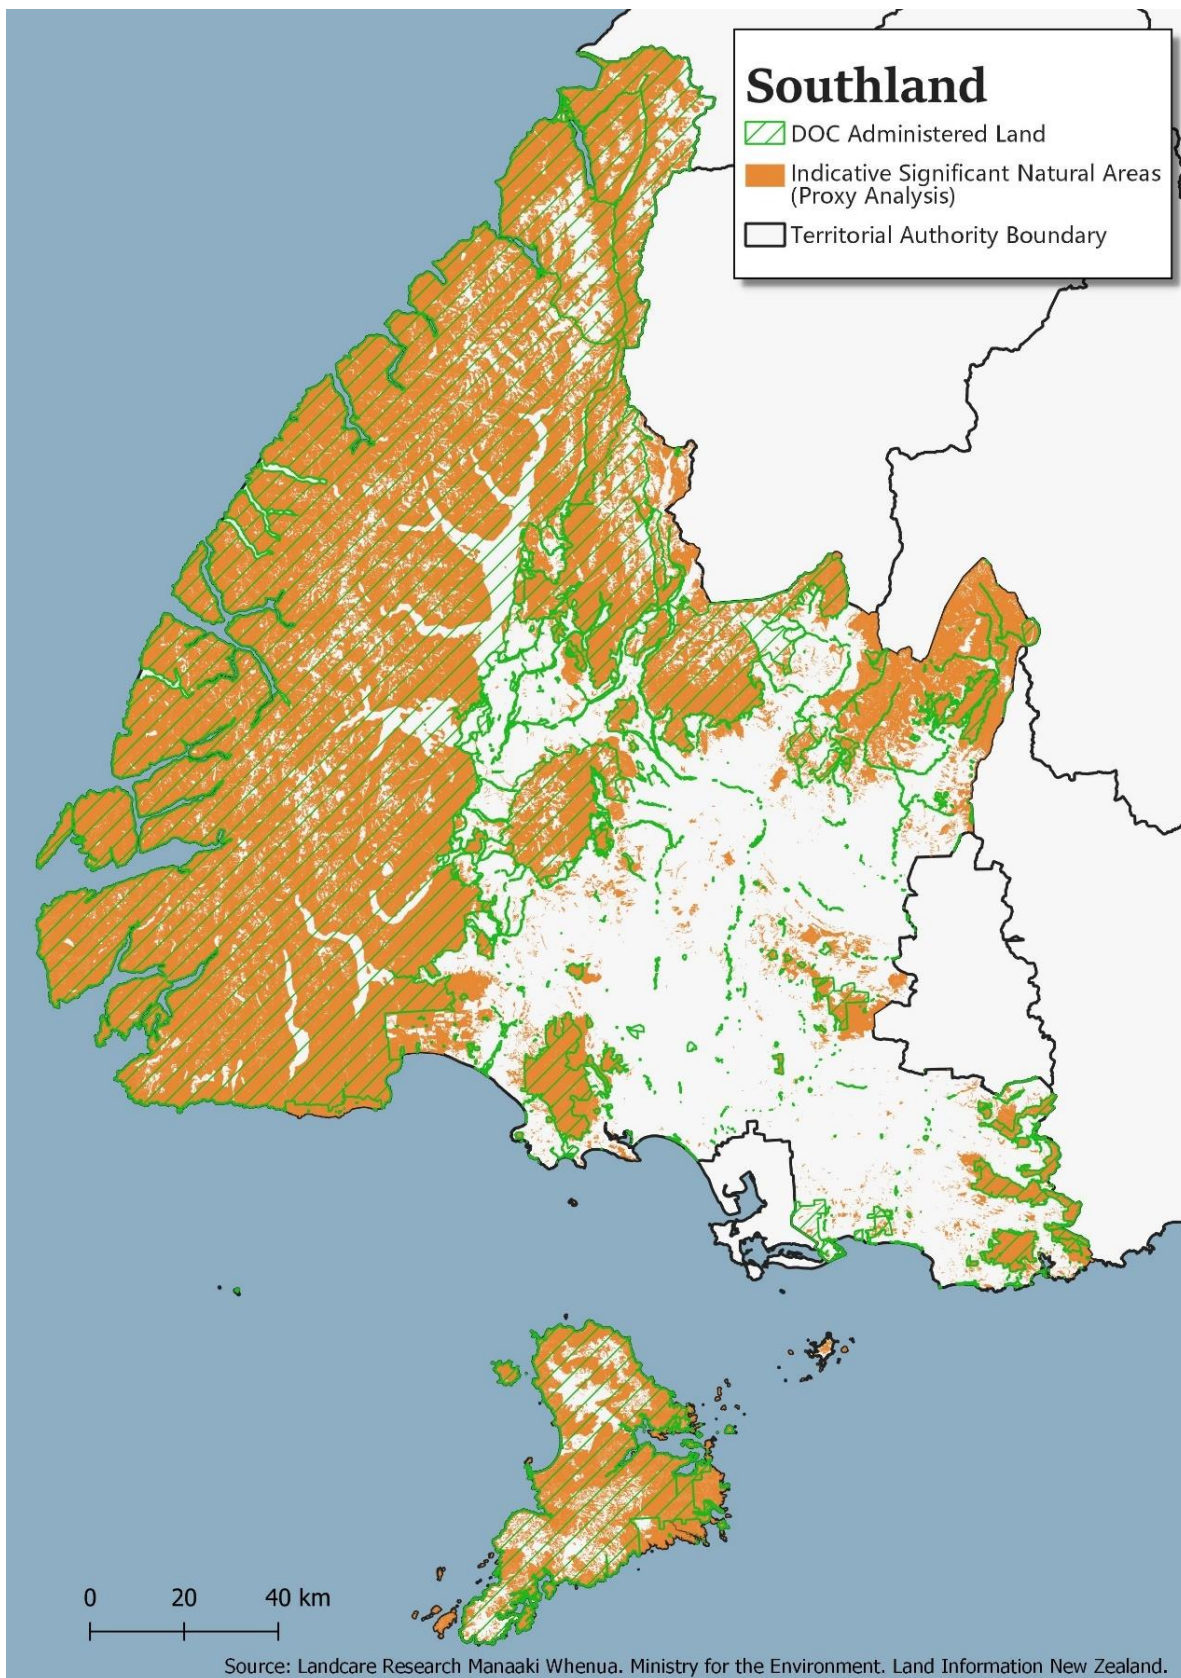 Southland
DOC Administered Land
Indicative Significant Natural Areas
(Proxy Analysis)
Territorial Authority Boundary
0 20 40 km
Source: Landcare Research Manaaki Whenua. Ministry for the Environment. Land Information New Zealand.